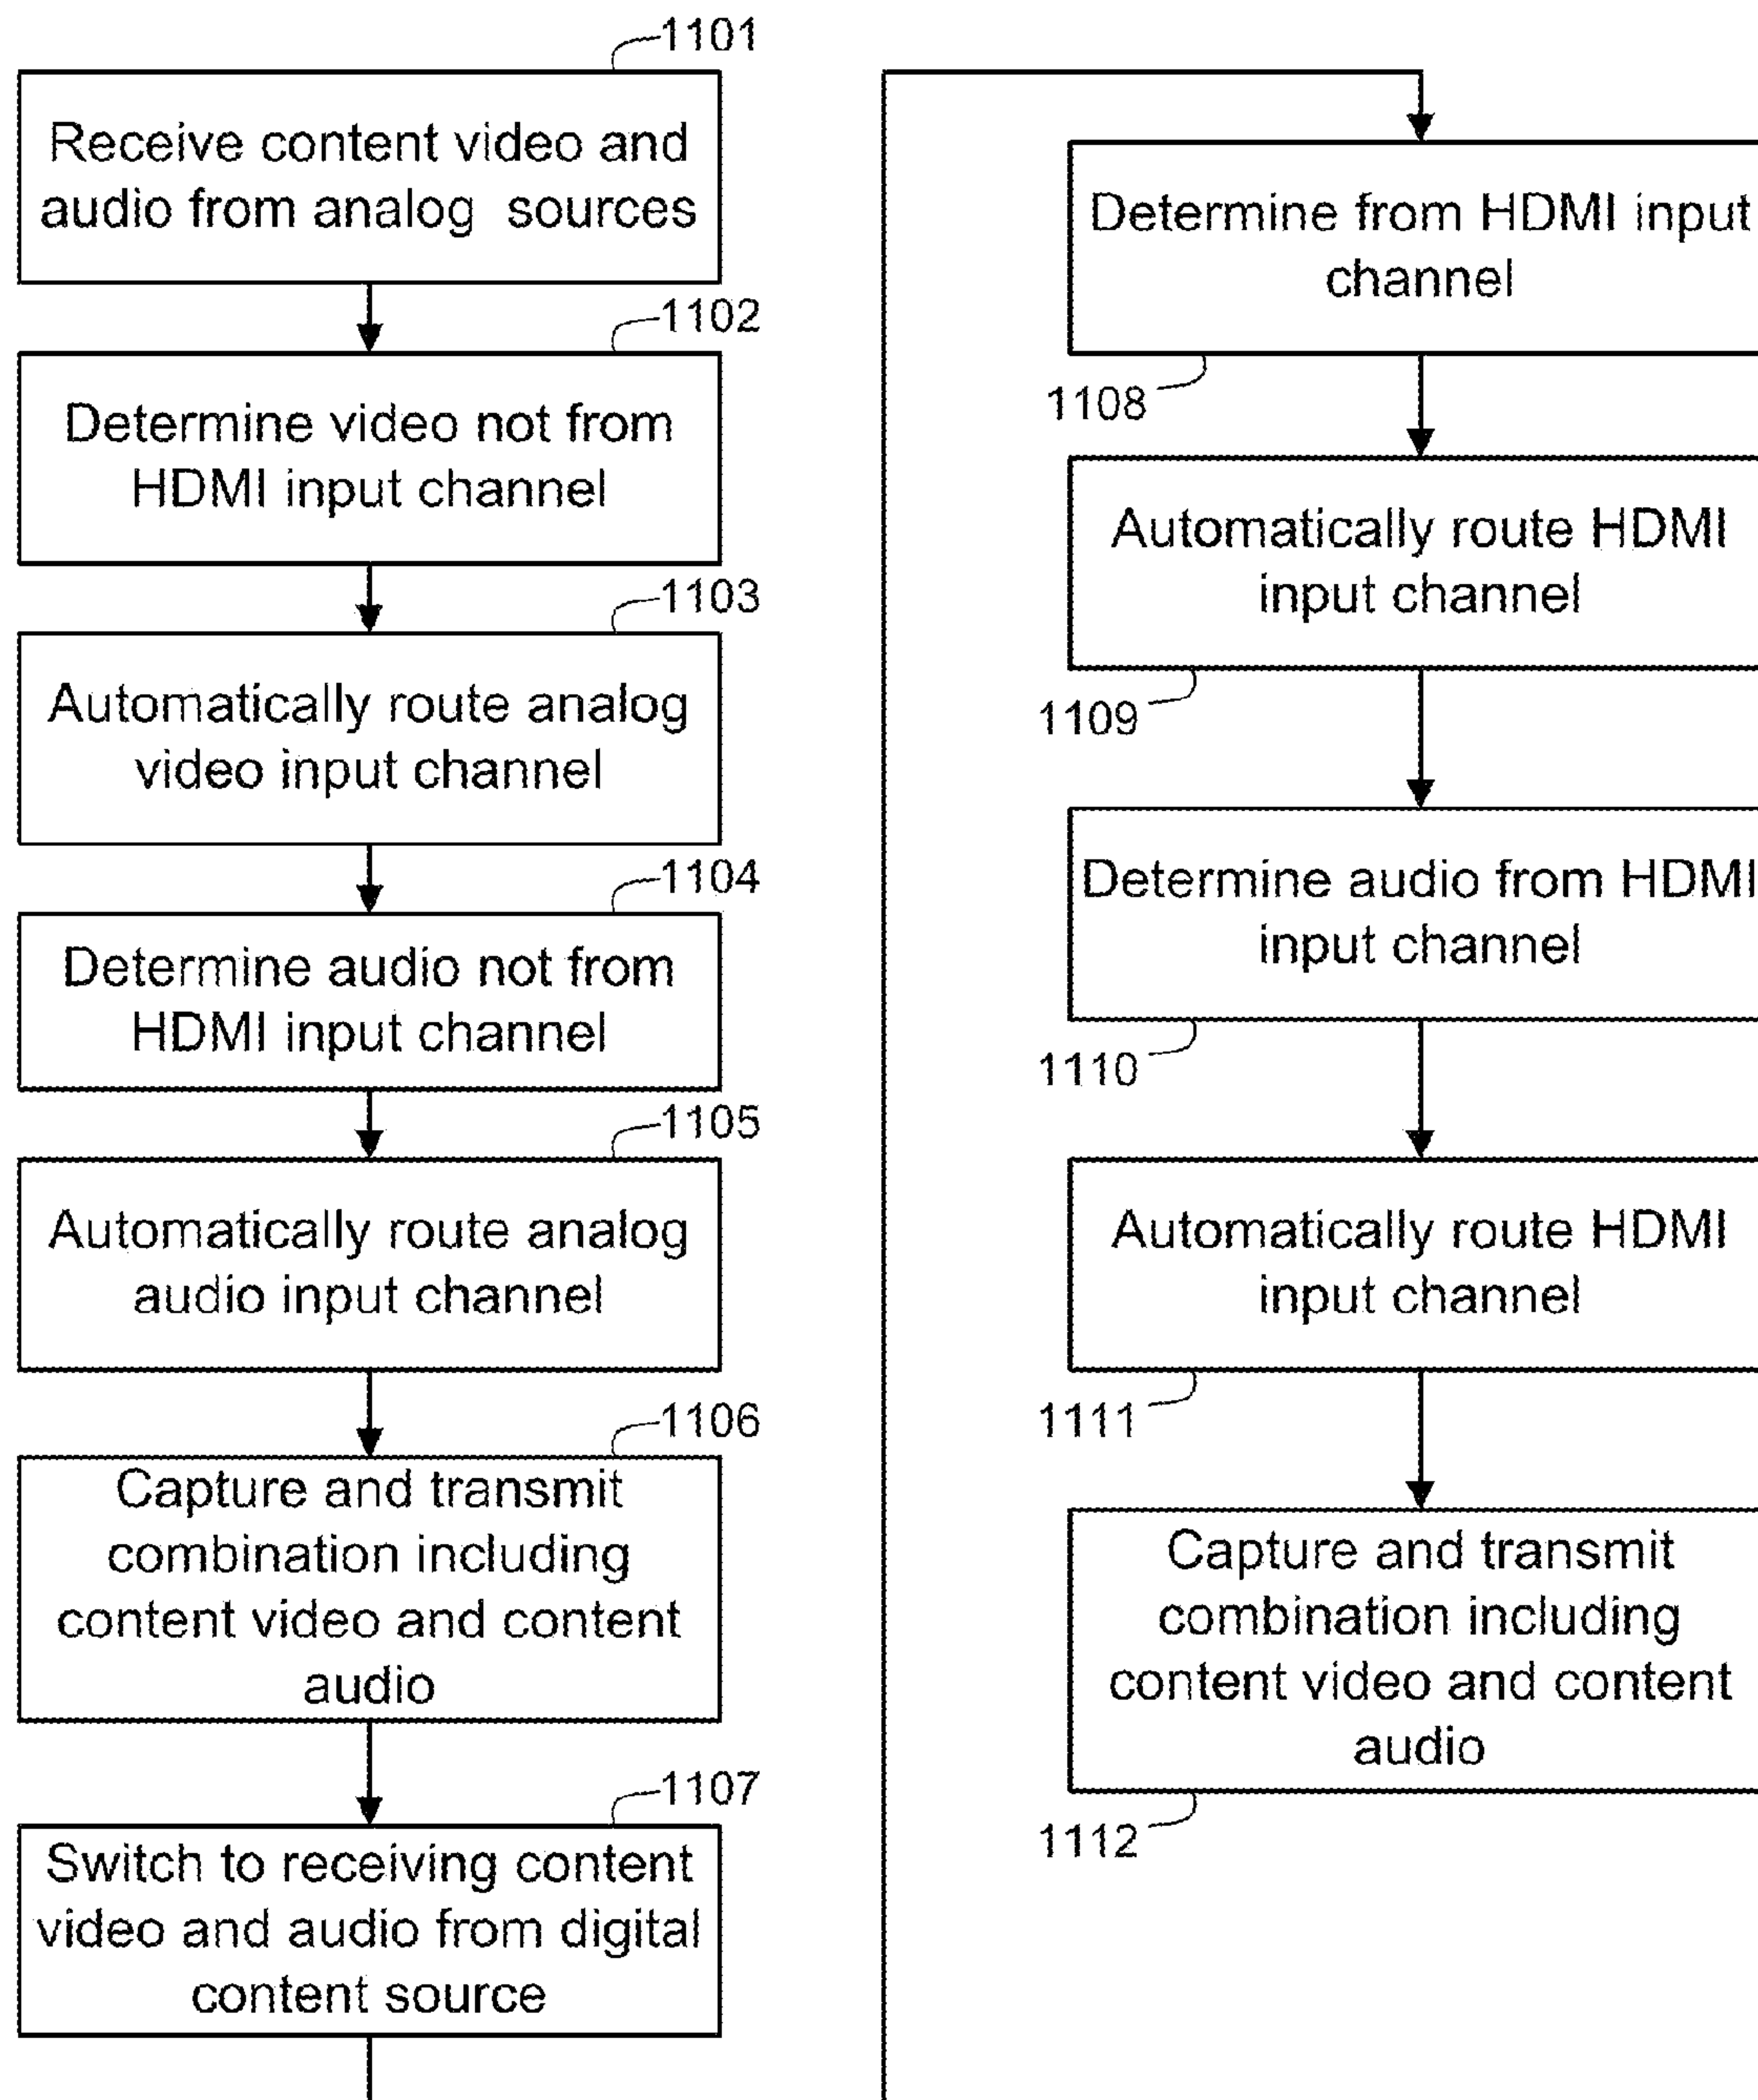 1101
Receive content video and
audio from analog sources
1102
Determine video not from
HDMI input channel
1103
Automatically route analog
video input channel
1104
Determine audio not from
HDMI input channel
1105
Automatically route analog
audio input channel
1106
Capture and transmit
combination including
content video and content
audio
1107
Switch to receiving content
video and audio from digital
content source
Determine from HDMI input
channel
1108
Automatically route HDMI
input channel
1109
Determine audio from HDMI
input channel
1110
Automatically route HDMI
input channel
1111
Capture and transmit
combination including
content video and content
audio
1112